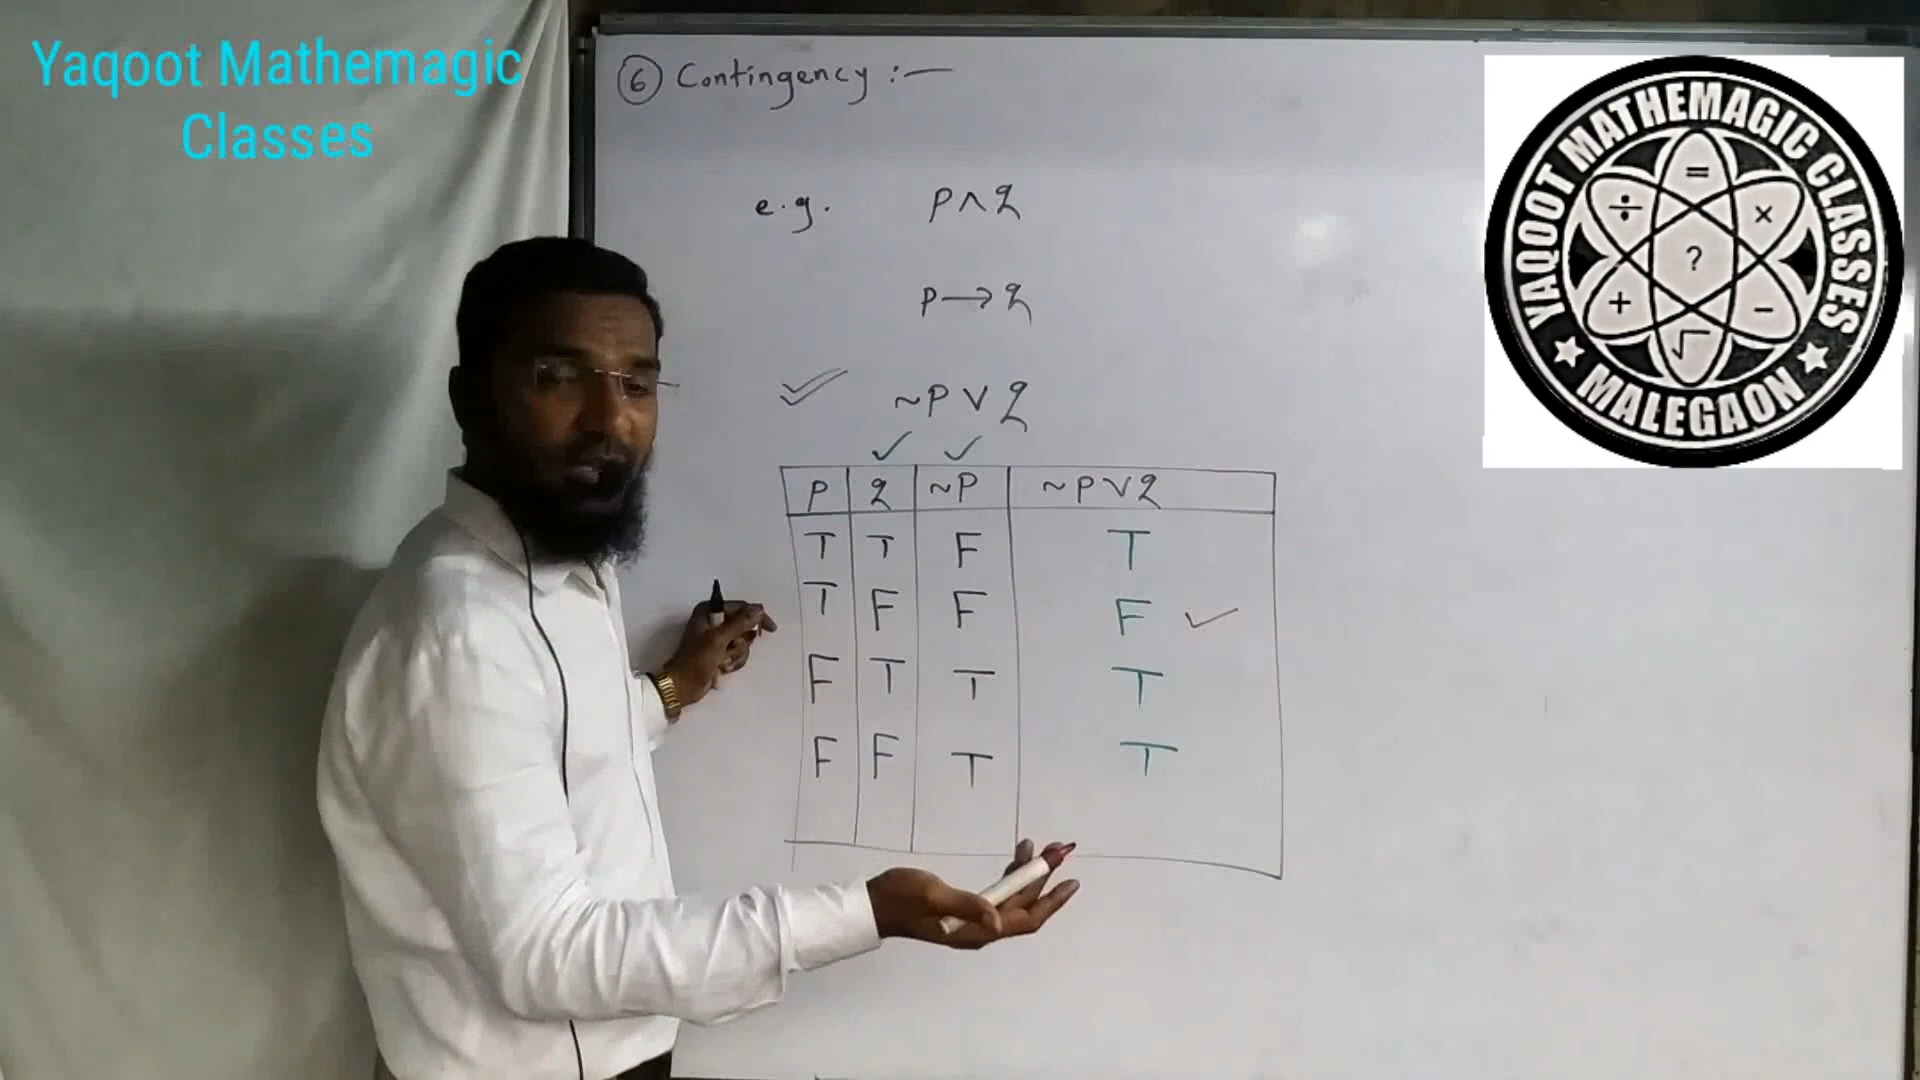 Yaqoot Mathemagic
Classes
⑥ Contingency :—
e.g. p ∧ q
p → q
~p ∨ q
p q ~p ~p ∨ q
T T F T
T F F F
F T T T
F F T T
YAQOOT MATHEMAGIC CLASSES
= ÷ × ? + − √
★ MALEGAON ★